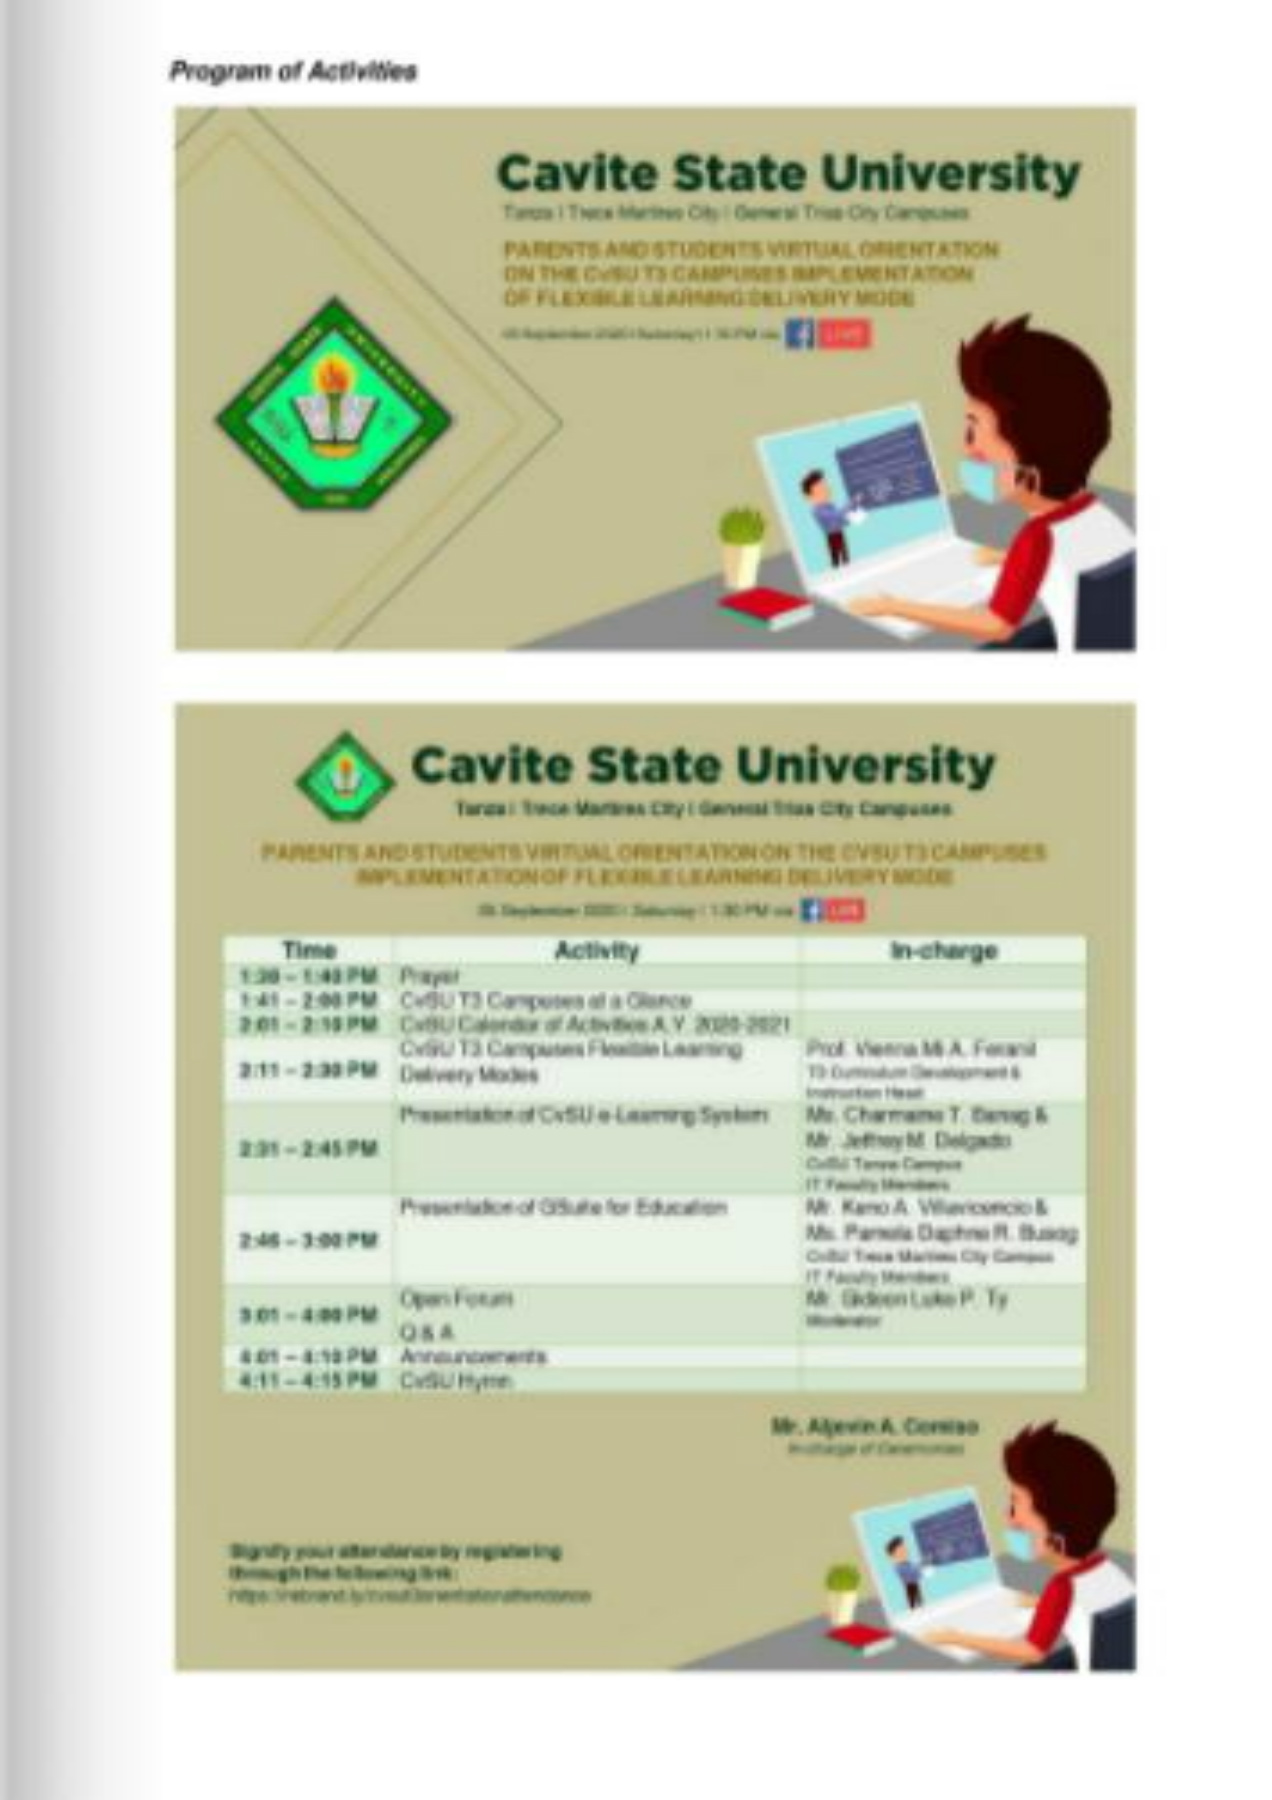 Program of Activities
Cavite State University
Tanza | Trece Martires City | General Trias City Campuses
PARENTS AND STUDENTS VIRTUAL ORIENTATION
ON THE CvSU T3 CAMPUSES IMPLEMENTATION
OF FLEXIBLE LEARNING DELIVERY MODE
September 2020 | Saturday | 1:30 PM via f LIVE
Cavite State University
Tanza | Trece Martires City | General Trias City Campuses
PARENTS AND STUDENTS VIRTUAL ORIENTATION ON THE CVSU T3 CAMPUSES
IMPLEMENTATION OF FLEXIBLE LEARNING DELIVERY MODE
September 2020 | Saturday | 1:30 PM via f LIVE
Time Activity In-charge
1:30 – 1:40 PM Prayer
1:41 – 2:00 PM CvSU T3 Campuses at a Glance
2:01 – 2:10 PM CvSU Calendar of Activities A.Y. 2020-2021
2:11 – 2:30 PM CvSU T3 Campuses Flexible Learning
Delivery Modes
Prof. Vienna Mi A. Feranil
T3 Curriculum Development &
Instruction Head
2:31 – 2:45 PM Presentation of CvSU e-Learning System
Ms. Charmaine T. Banag &
Mr. Jeffrey M. Delgado
CvSU Tanza Campus
IT Faculty Members
2:46 – 3:00 PM Presentation of GSuite for Education
Mr. Keno A. Villavicencio &
Ms. Pamela Daphne R. Busog
CvSU Trece Martires City Campus
IT Faculty Members
3:01 – 4:00 PM Open Forum
Q & A
Mr. Gideon Luke P. Ty
Moderator
4:01 – 4:10 PM Announcements
4:11 – 4:15 PM CvSU Hymn
Mr. Aljevin A. Comiso
In-charge of Ceremonies
Signify your attendance by registering
through the following link: